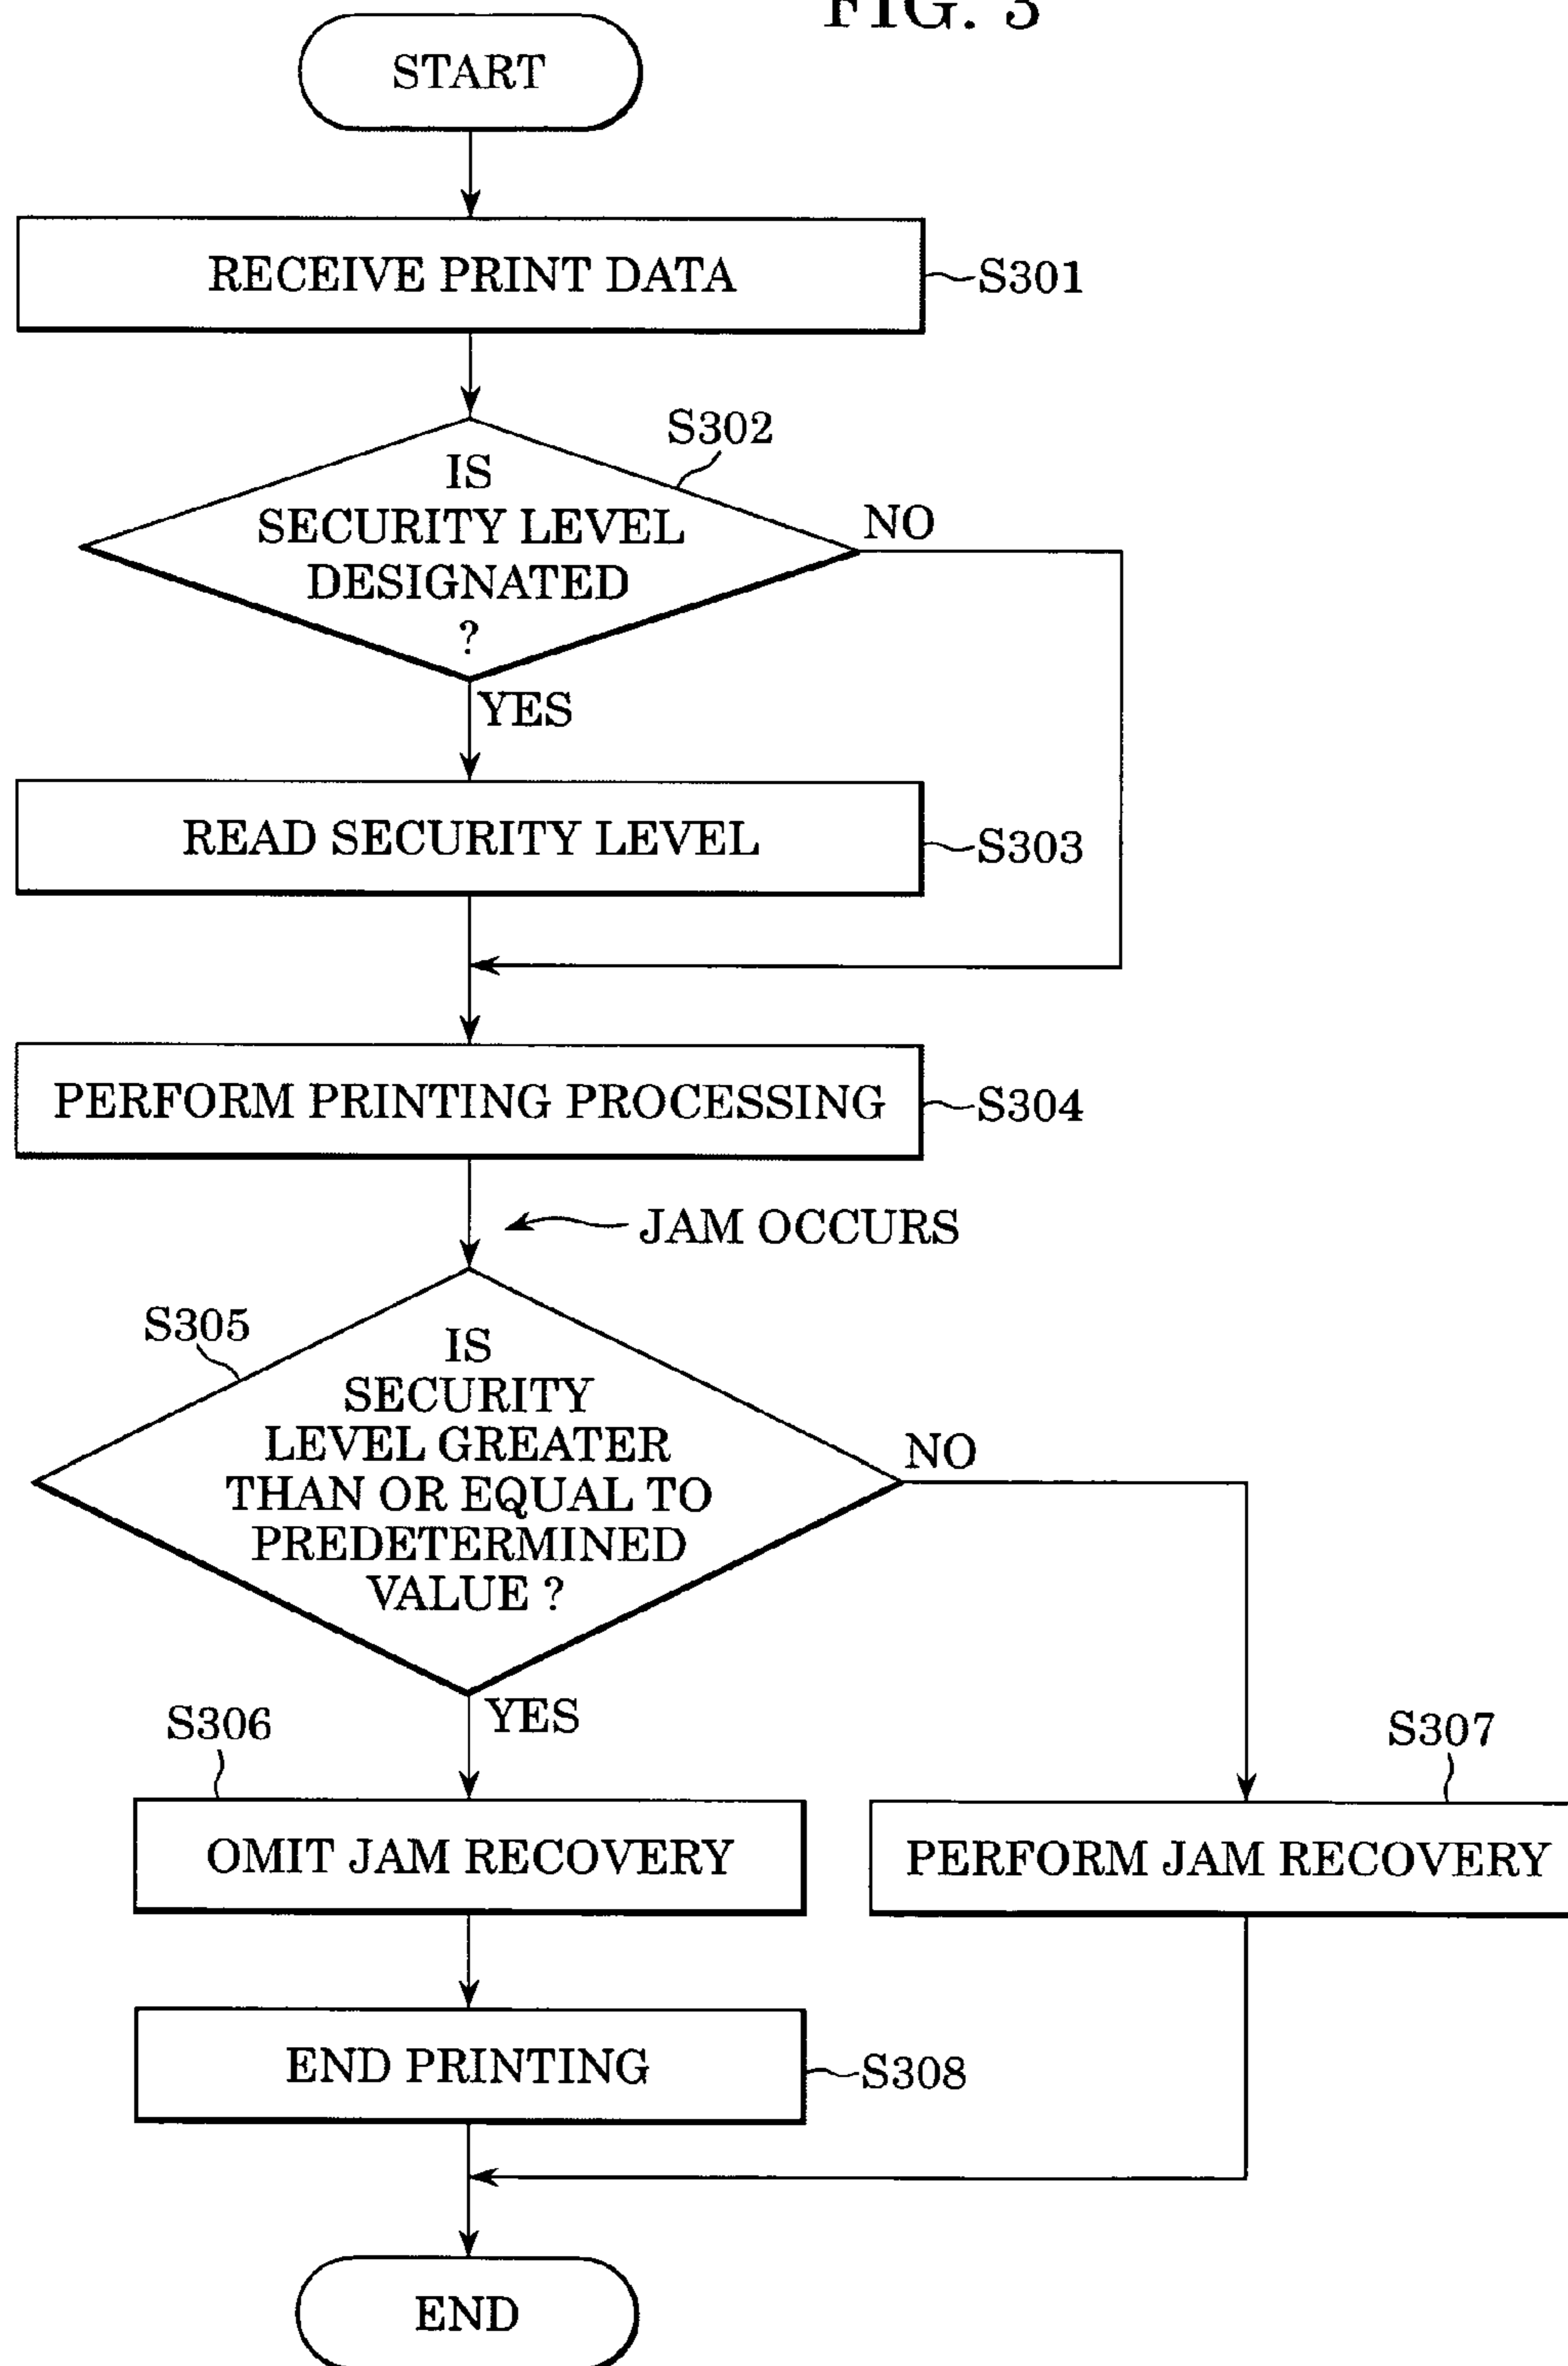 FIG. 3
START
RECEIVE PRINT DATA
S301
S302
IS
SECURITY LEVEL
DESIGNATED
?
NO
YES
READ SECURITY LEVEL
S303
PERFORM PRINTING PROCESSING
S304
JAM OCCURS
S305
IS
SECURITY
LEVEL GREATER
THAN OR EQUAL TO
PREDETERMINED
VALUE ?
NO
YES
S306
OMIT JAM RECOVERY
S307
PERFORM JAM RECOVERY
END PRINTING
S308
END